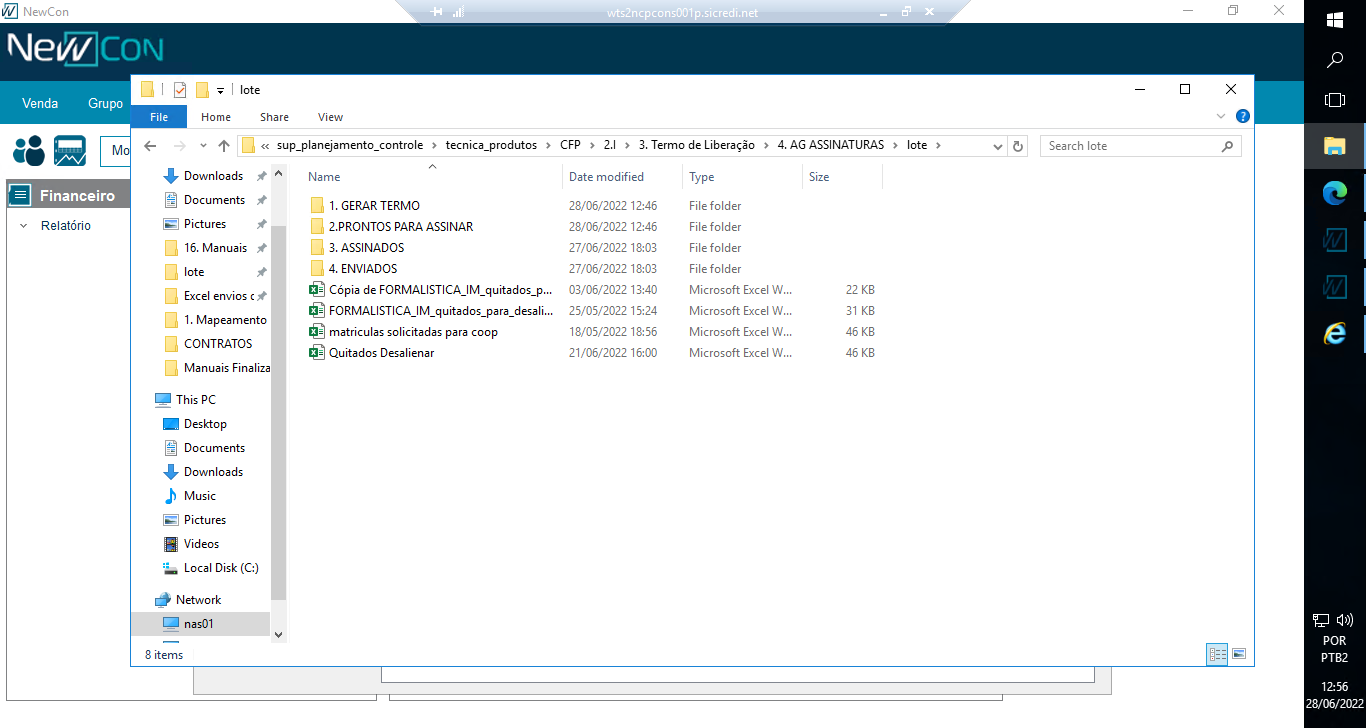 NewCon
wts2ncpcons001p.sicredi.net
NEWCON
Venda
Grupo
Mo
Financeiro
Relatório
lote
File
Home
Share
View
?
« sup_planejamento_controle > tecnica_produtos > CFP > 2.I > 3. Termo de Liberação > 4. AG ASSINATURAS > lote >
Search lote
Name
Date modified
Type
Size
Downloads
Documents
Pictures
16. Manuais
lote
Excel envios c
1. Mapeamento
CONTRATOS
Manuais Finaliza
This PC
Desktop
Documents
Downloads
Music
Pictures
Videos
Local Disk (C:)
Network
nas01
1. GERAR TERMO 28/06/2022 12:46 File folder
2.PRONTOS PARA ASSINAR 28/06/2022 12:46 File folder
3. ASSINADOS 27/06/2022 18:03 File folder
4. ENVIADOS 27/06/2022 18:03 File folder
Cópia de FORMALISTICA_IM_quitados_p... 03/06/2022 13:40 Microsoft Excel W... 22 KB
FORMALISTICA_IM_quitados_para_desali... 25/05/2022 15:24 Microsoft Excel W... 31 KB
matriculas solicitadas para coop 18/05/2022 18:56 Microsoft Excel W... 46 KB
Quitados Desalienar 21/06/2022 16:00 Microsoft Excel W... 46 KB
8 items
POR
PTB2
12:56
28/06/2022